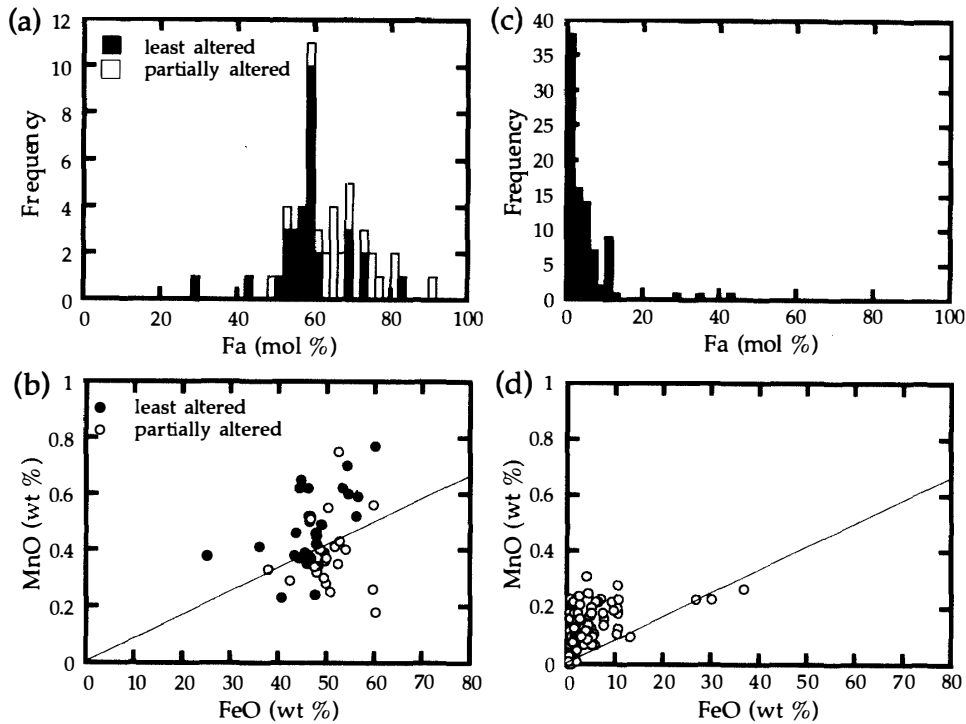 (a)
12
10
8
6
4
2
0
Frequency
least altered
partially altered
0 20 40 60 80 100
Fa (mol %)
(c)
40
35
30
25
20
15
10
5
0
Frequency
0 20 40 60 80 100
Fa (mol %)
(b)
1
0.8
0.6
0.4
0.2
0
MnO (wt %)
least altered
partially altered
0 10 20 30 40 50 60 70 80
FeO (wt %)
(d)
1
0.8
0.6
0.4
0.2
0
MnO (wt %)
0 10 20 30 40 50 60 70 80
FeO (wt %)